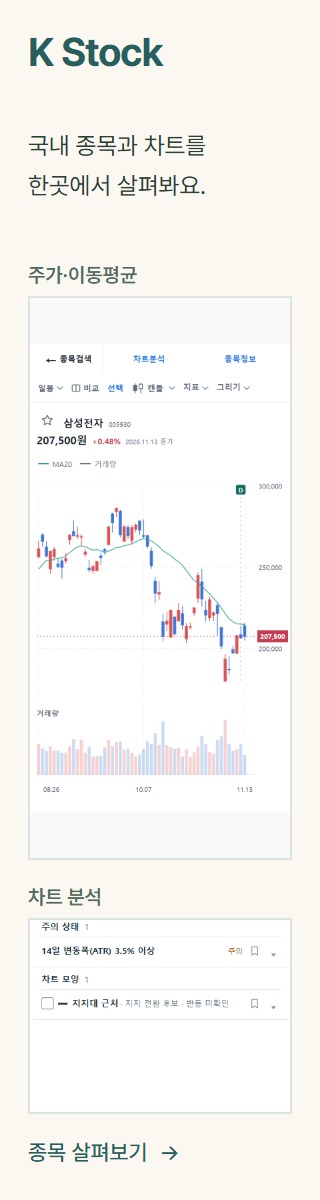 K Stock
국내 종목과 차트를
한곳에서 살펴봐요.
주가·이동평균
← 종목검색 차트분석 종목정보
일봉 비교 선택 캔들 지표 그리기
삼성전자 005930
207,500원 +0.48% 2026.11.13 종가
MA20 거래량
D
300,000
250,000
207,500
200,000
거래량
08.26 10.07 11.13
차트 분석
주의 상태 1
14일 변동폭(ATR) 3.5% 이상 주의
차트 모양 1
지지대 근처 · 지지 전환 후보 · 반등 미확인
종목 살펴보기 →